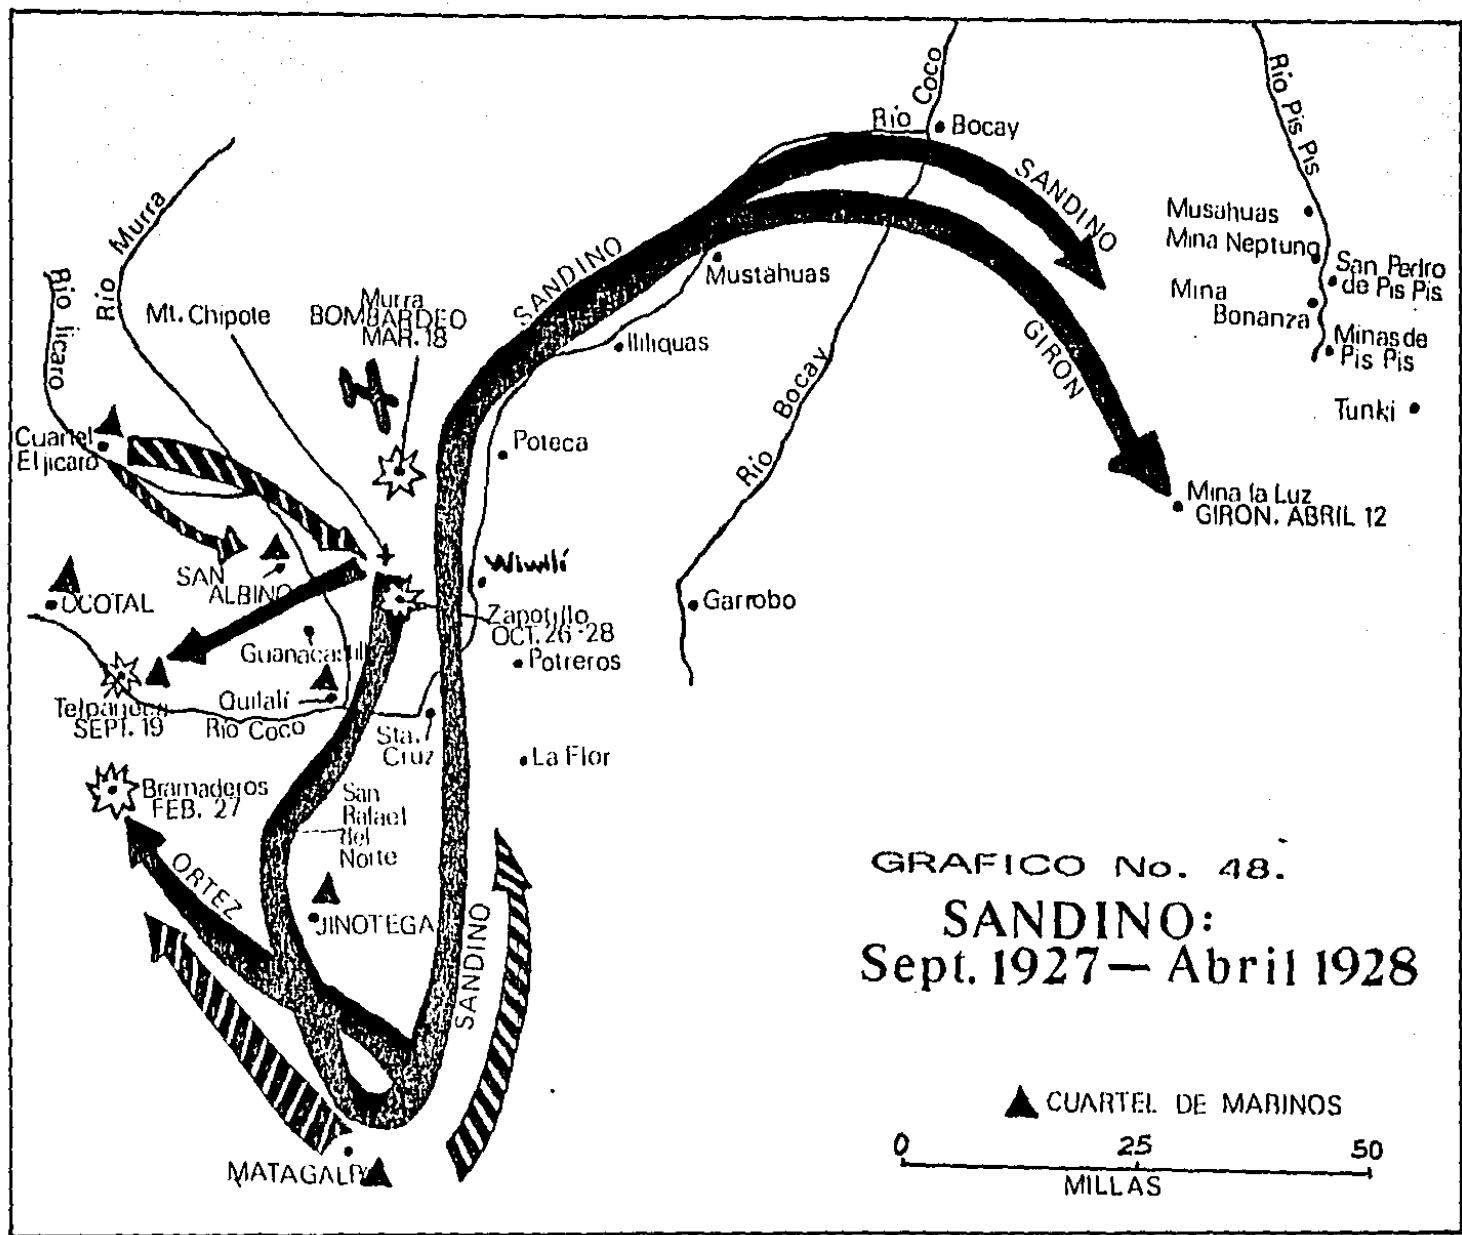 Río Coco
Río Pis Pis
Río
Bocay
SANDINO
Musahuas
Mina Neptuno
San Pedro
de Pis Pis
Mina
Bonanza
Minas de
Pis Pis
Tunki
Río Murra
Río Jícaro
Mt. Chipote
Murra
BOMBARDEO
MAR. 18
SANDINO
Mustahuas
Ililiquas
GIRON
Río Bocay
Cuartel
El Jícaro
Poteca
Mina la Luz
GIRON. ABRIL 12
SAN
ALBINO
OCOTAL
Wiwilí
Zapotillo
OCT. 26-28
Garrobo
Potreros
Quilalí
SEPT. 19
Río Coco
Sta.
Cruz
La Flor
Bramaderos
FEB. 27
San
Rafael
del
Norte
ORTEZ
JINOTEGA
SANDINO
MATAGALPA
GRAFICO No. 48.
SANDINO:
Sept. 1927— Abril 1928
CUARTEL DE MARINOS
0 25 50
MILLAS